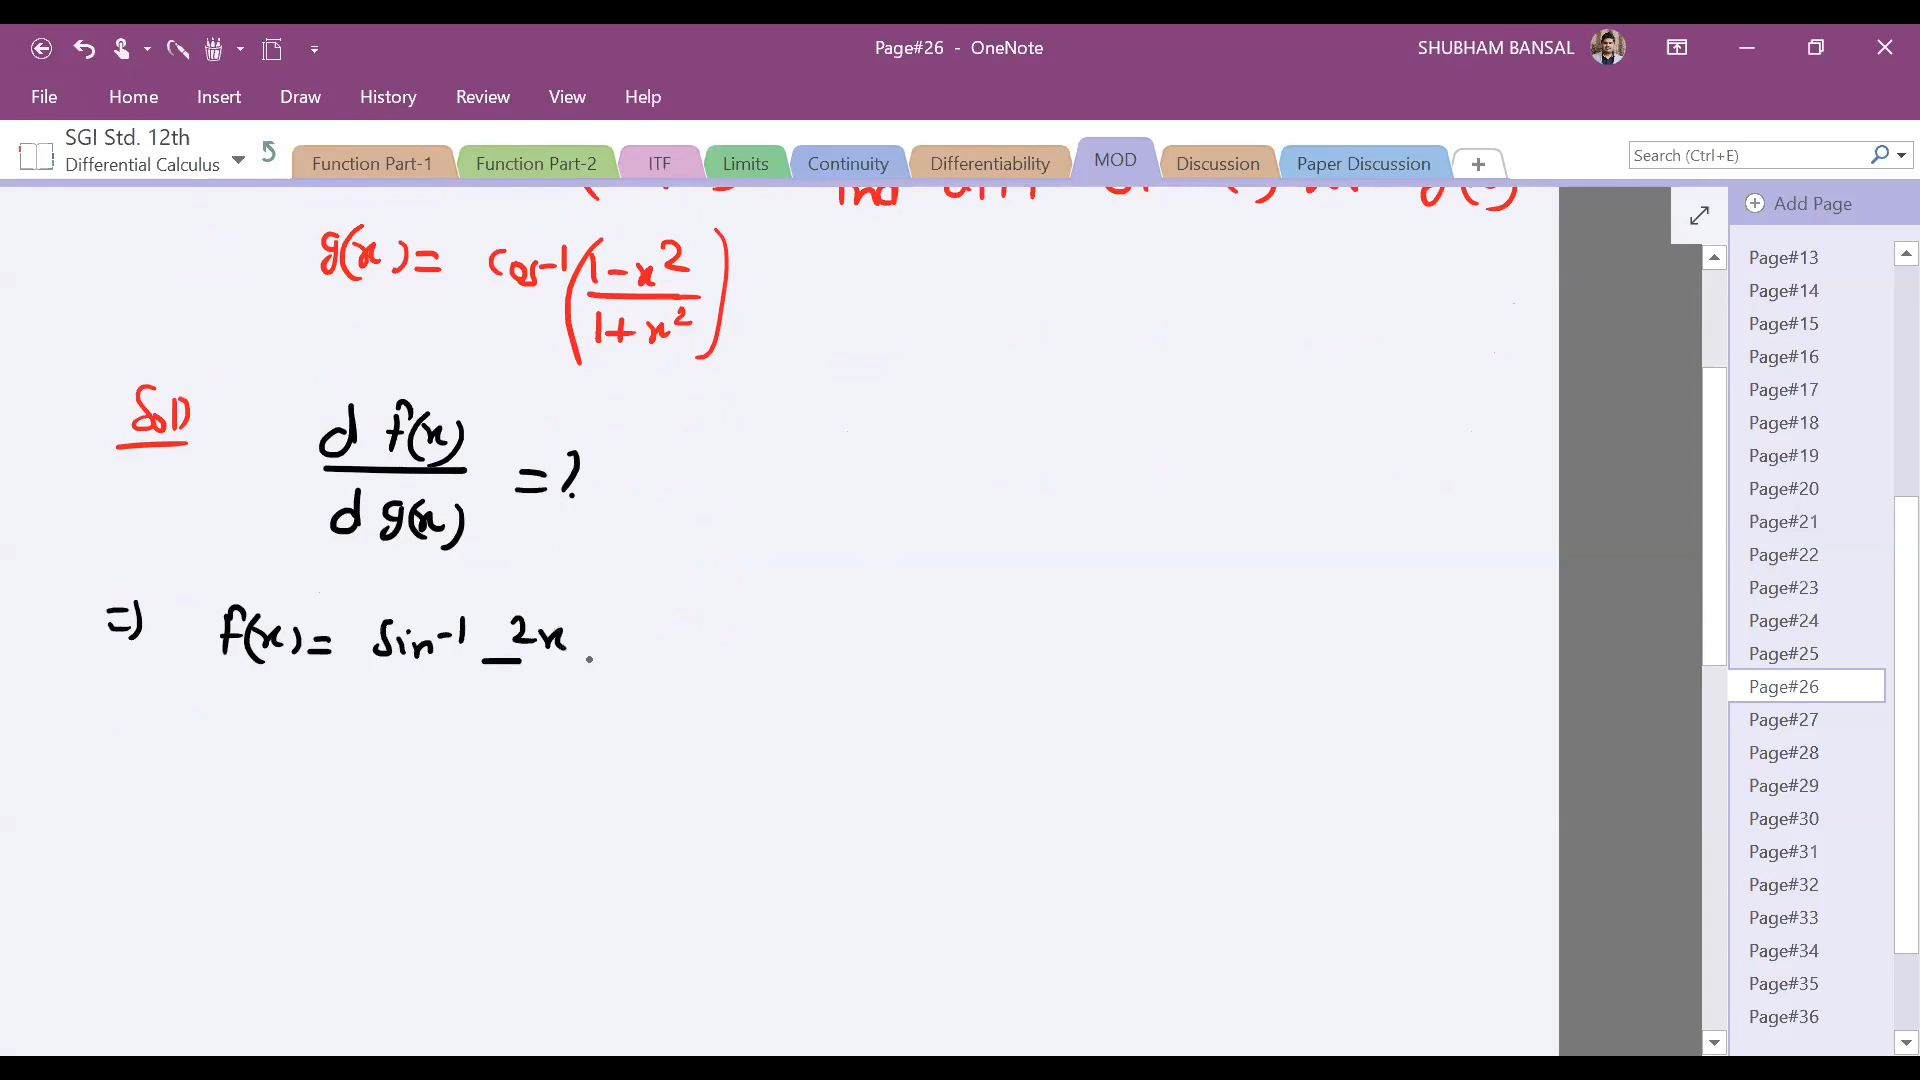 Page#26 - OneNote
SHUBHAM BANSAL
File Home Insert Draw History Review View Help
SGI Std. 12th
Differential Calculus
Function Part-1 Function Part-2 ITF Limits Continuity Differentiability MOD Discussion Paper Discussion +
Search (Ctrl+E)
Add Page
g(x) = cos-1 (1-x2
1+x2)
Sol
d f(x)
d g(x) = ?
=) f(x) = sin-1 2x
Page#13
Page#14
Page#15
Page#16
Page#17
Page#18
Page#19
Page#20
Page#21
Page#22
Page#23
Page#24
Page#25
Page#26
Page#27
Page#28
Page#29
Page#30
Page#31
Page#32
Page#33
Page#34
Page#35
Page#36